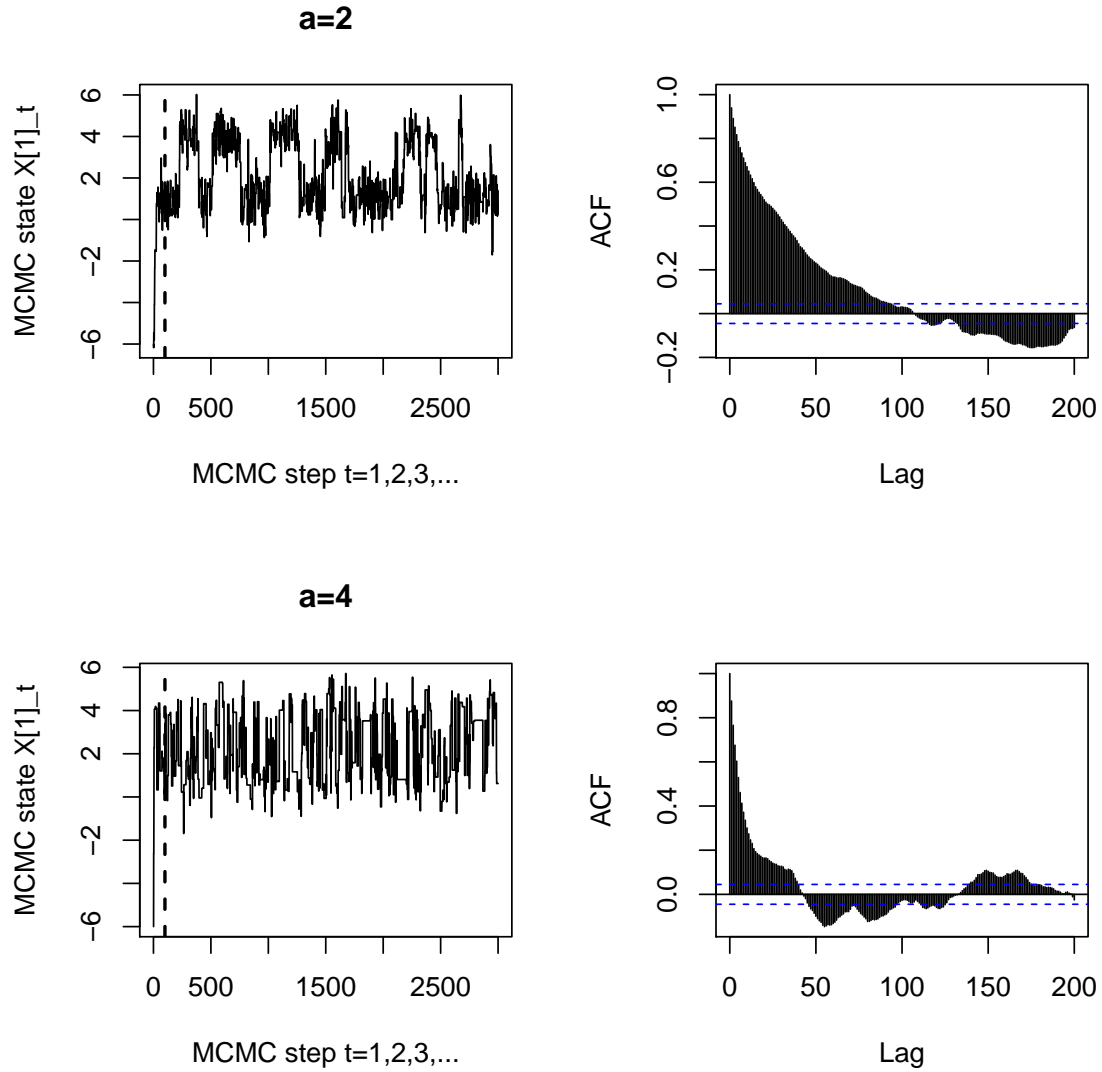 a=2
MCMC state X[1]_t
6
4
2
−2
−6
0 500 1500 2500
MCMC step t=1,2,3,...
ACF
1.0
0.6
0.2
−0.2
0 50 100 150 200
Lag
a=4
MCMC state X[1]_t
6
4
2
−2
−6
0 500 1500 2500
MCMC step t=1,2,3,...
ACF
0.8
0.4
0.0
0 50 100 150 200
Lag